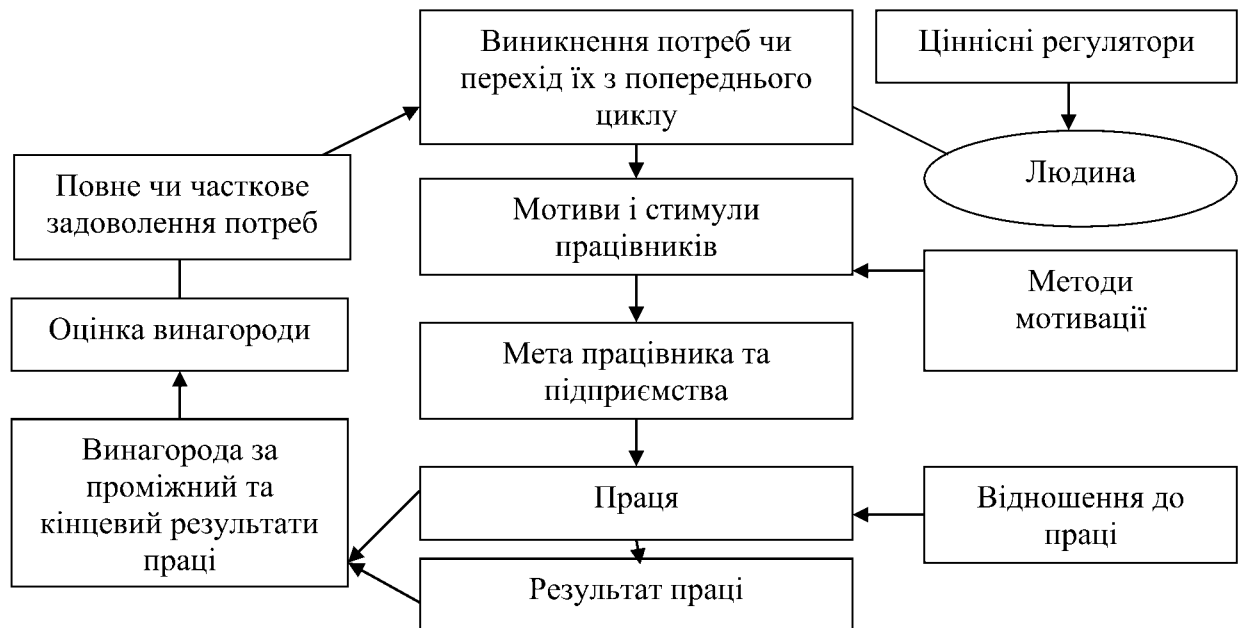 Виникнення потреб чи
перехід їх з попереднього
циклу
Ціннісні регулятори
Людина
Повне чи часткове
задоволення потреб
Мотиви і стимули
працівників
Методи
мотивації
Оцінка винагороди
Мета працівника та
підприємства
Винагорода за
проміжний та
кінцевий результати
праці
Праця
Відношення до
праці
Результат праці